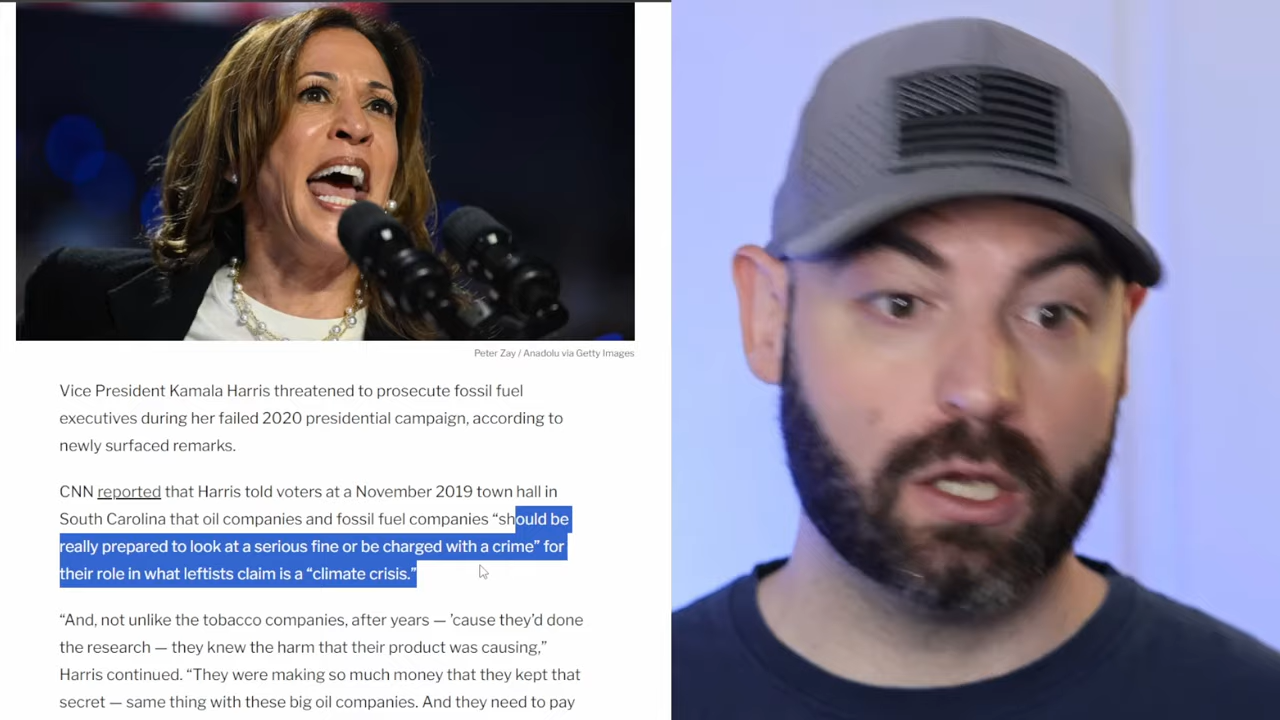 Peter Zay / Anadolu via Getty Images
Vice President Kamala Harris threatened to prosecute fossil fuel
executives during her failed 2020 presidential campaign, according to
newly surfaced remarks.
CNN reported that Harris told voters at a November 2019 town hall in
South Carolina that oil companies and fossil fuel companies “should be
really prepared to look at a serious fine or be charged with a crime” for
their role in what leftists claim is a “climate crisis.”
“And, not unlike the tobacco companies, after years — ’cause they’d done
the research — they knew the harm that their product was causing,”
Harris continued. “They were making so much money that they kept that
secret — same thing with these big oil companies. And they need to pay